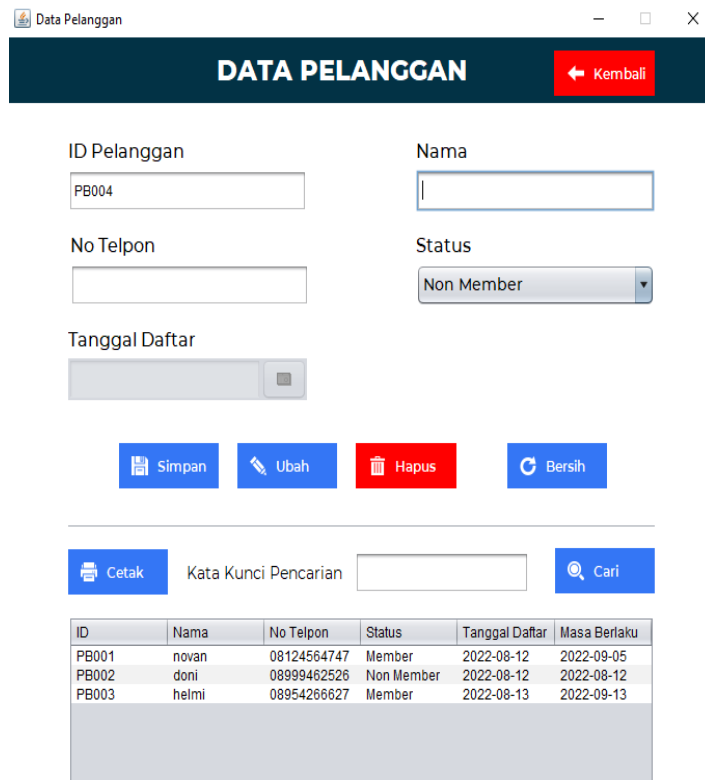 Data Pelanggan
DATA PELANGGAN
Kembali
ID Pelanggan Nama
PB004
No Telpon Status
Non Member
Tanggal Daftar
Simpan Ubah Hapus Bersih
Cetak Kata Kunci Pencarian Cari
ID Nama No Telpon Status Tanggal Daftar Masa Berlaku
PB001 novan 08124564747 Member 2022-08-12 2022-09-05
PB002 doni 08999462526 Non Member 2022-08-12 2022-08-12
PB003 helmi 08954266627 Member 2022-08-13 2022-09-13